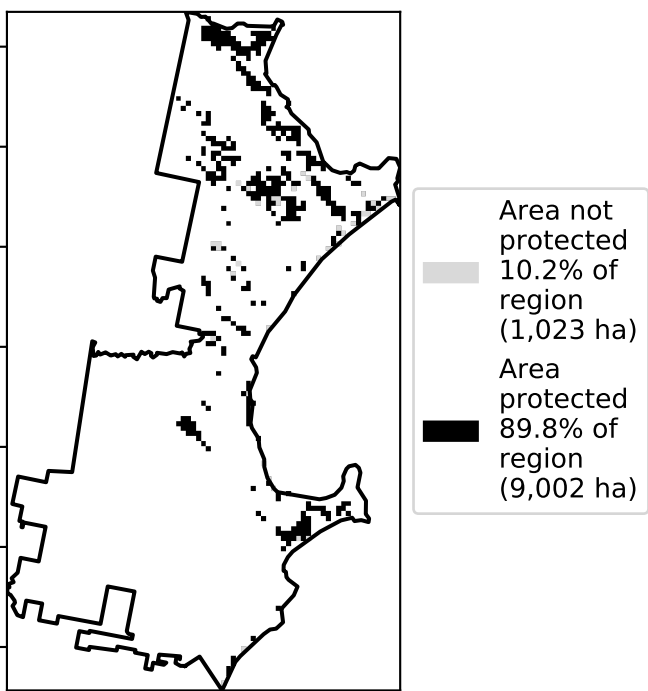 Area not
protected
10.2% of
region
(1,023 ha)
Area
protected
89.8% of
region
(9,002 ha)